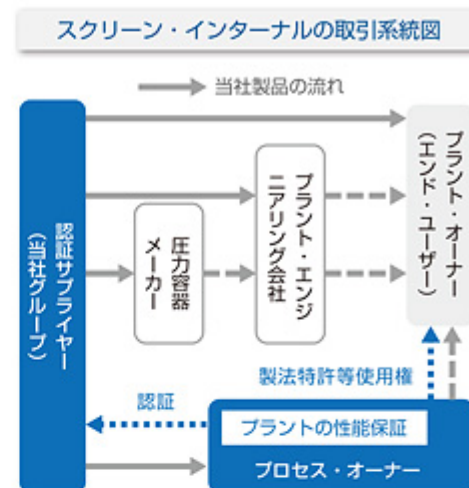 スクリーン・インターナルの取引系統図
当社製品の流れ
認証サプライヤー
(当社グループ)
圧力容器
メーカー
プラント・エンジ
ニアリング会社
プラント・オーナー
(エンド・ユーザー)
製法特許等使用権
認証
プラントの性能保証
プロセス・オーナー